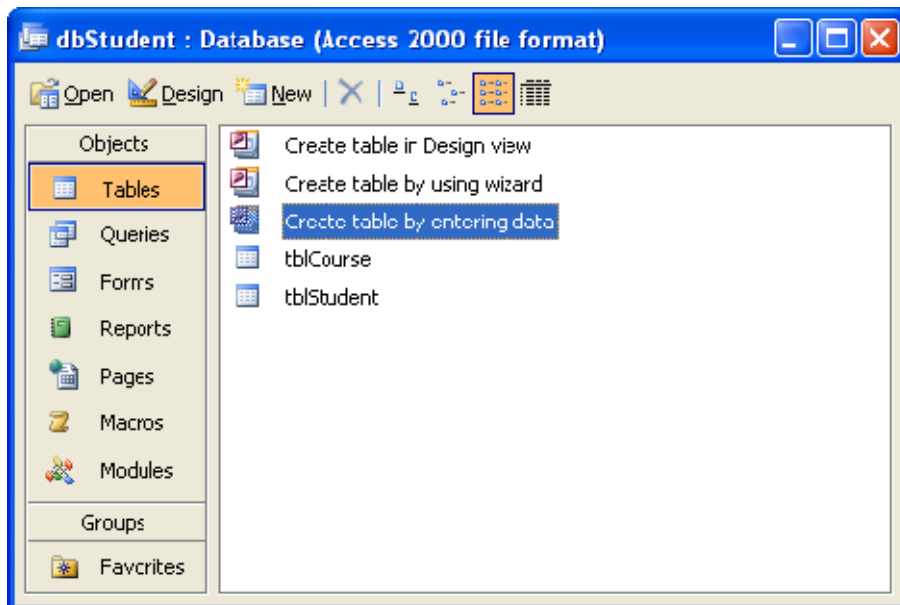 dbStudent : Database (Access 2000 file format)
Open Design New
Objects
Tables
Queries
Forms
Reports
Pages
Macros
Modules
Groups
Favorites
Create table in Design view
Create table by using wizard
Create table by entering data
tblCourse
tblStudent